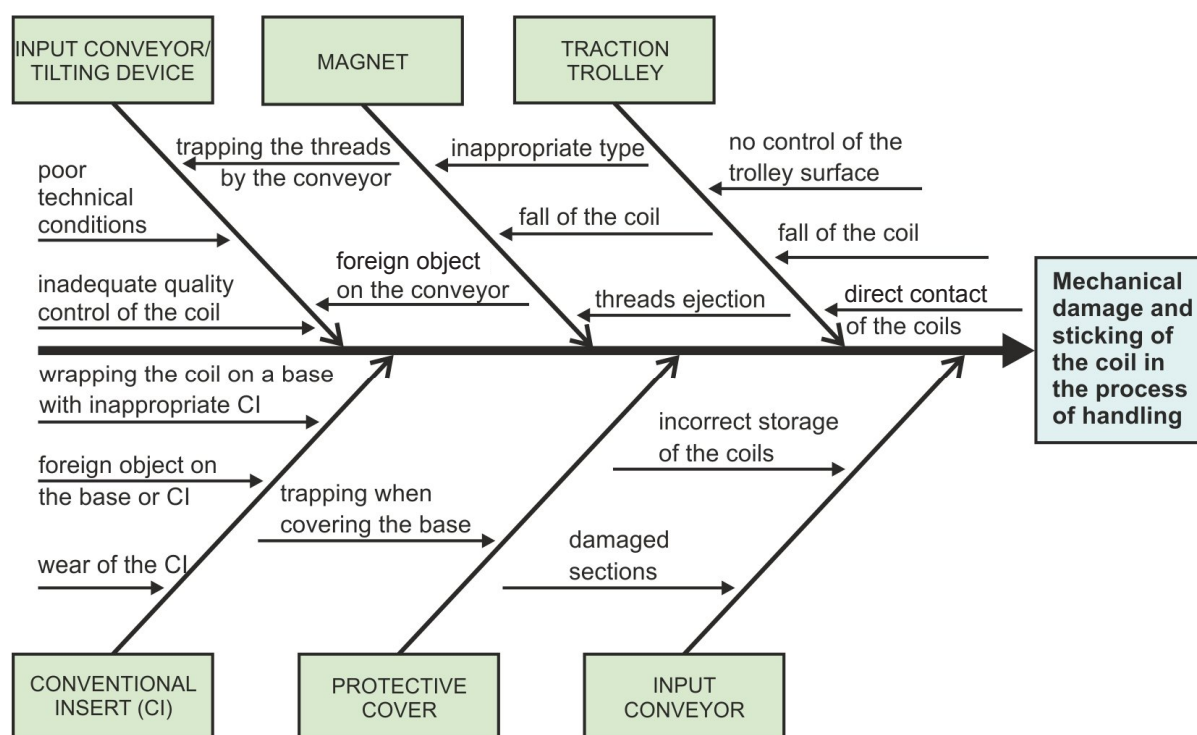 INPUT CONVEYOR/
TILTING DEVICE
MAGNET
TRACTION
TROLLEY
trapping the threads
by the conveyor
poor
technical
conditions
inadequate quality
control of the coil
foreign object
on the conveyor
inappropriate type
fall of the coil
threads ejection
no control of the
trolley surface
fall of the coil
direct contact
of the coils
Mechanical
damage and
sticking of
the coil in
the process
of handling
wrapping the coil on a base
with inappropriate CI
foreign object on
the base or CI
wear of the CI
trapping when
covering the base
incorrect storage
of the coils
damaged
sections
CONVENTIONAL
INSERT (CI)
PROTECTIVE
COVER
INPUT
CONVEYOR